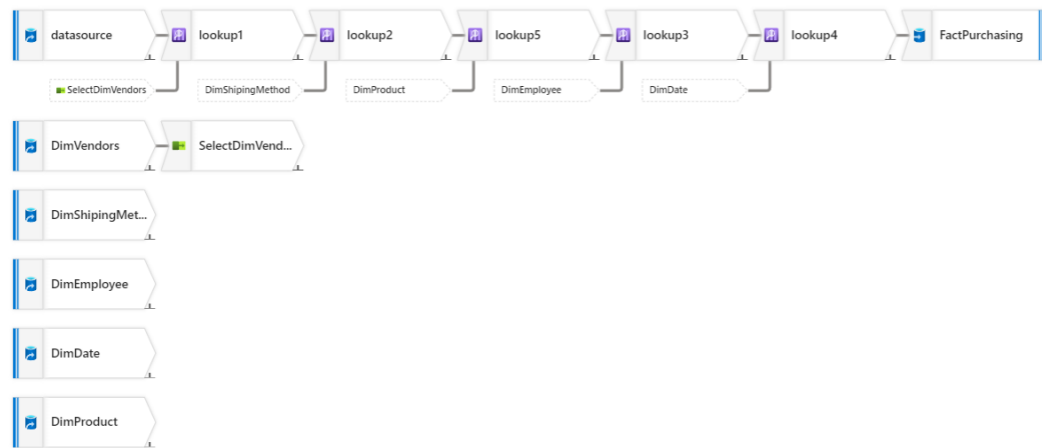 datasource
lookup1
lookup2
lookup5
lookup3
lookup4
FactPurchasing
SelectDimVendors
DimShipingMethod
DimProduct
DimEmployee
DimDate
DimVendors
SelectDimVend...
DimShipingMet...
DimEmployee
DimDate
DimProduct